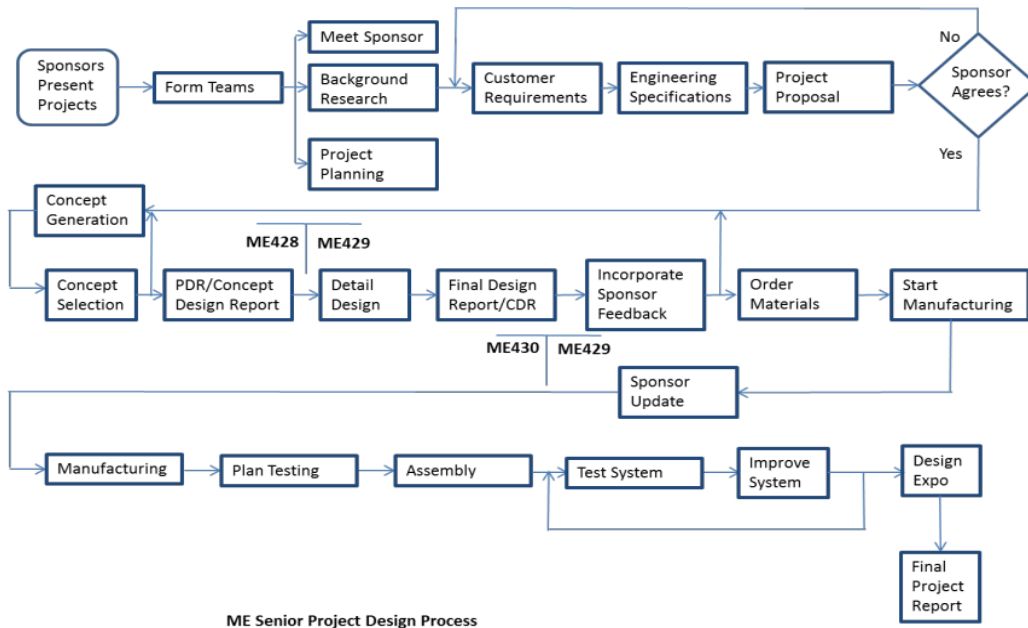 Sponsors
Present
Projects
Form Teams
Meet Sponsor
Background
Research
Project
Planning
Customer
Requirements
Engineering
Specifications
Project
Proposal
No
Sponsor
Agrees?
Yes
Concept
Generation
ME428
ME429
Concept
Selection
PDR/Concept
Design Report
Detail
Design
Final Design
Report/CDR
Incorporate
Sponsor
Feedback
Order
Materials
Start
Manufacturing
ME430
ME429
Sponsor
Update
Manufacturing
Plan Testing
Assembly
Test System
Improve
System
Design
Expo
Final
Project
Report
ME Senior Project Design Process